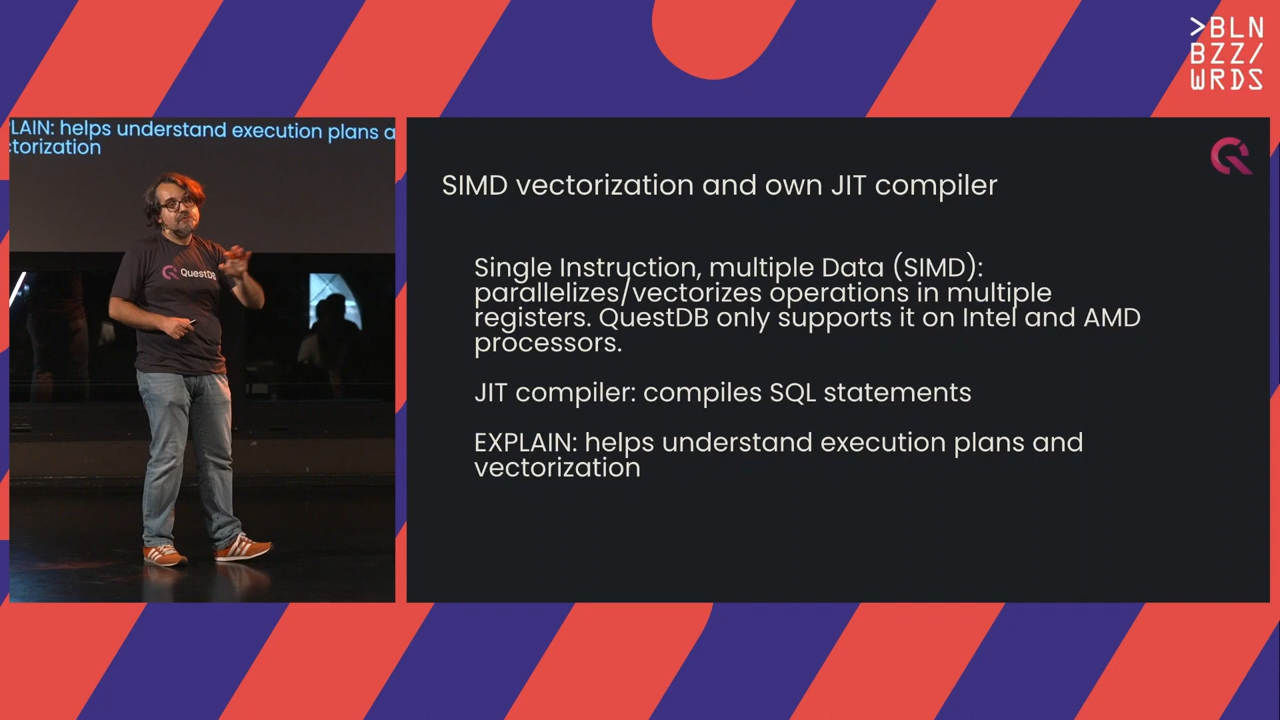 >BLN
BZZ/
WRDS
LAIN: helps understand execution plans a
ctorization
QuestDB
SIMD vectorization and own JIT compiler
Single Instruction, multiple Data (SIMD):
parallelizes/vectorizes operations in multiple
registers. QuestDB only supports it on Intel and AMD
processors.
JIT compiler: compiles SQL statements
EXPLAIN: helps understand execution plans and
vectorization